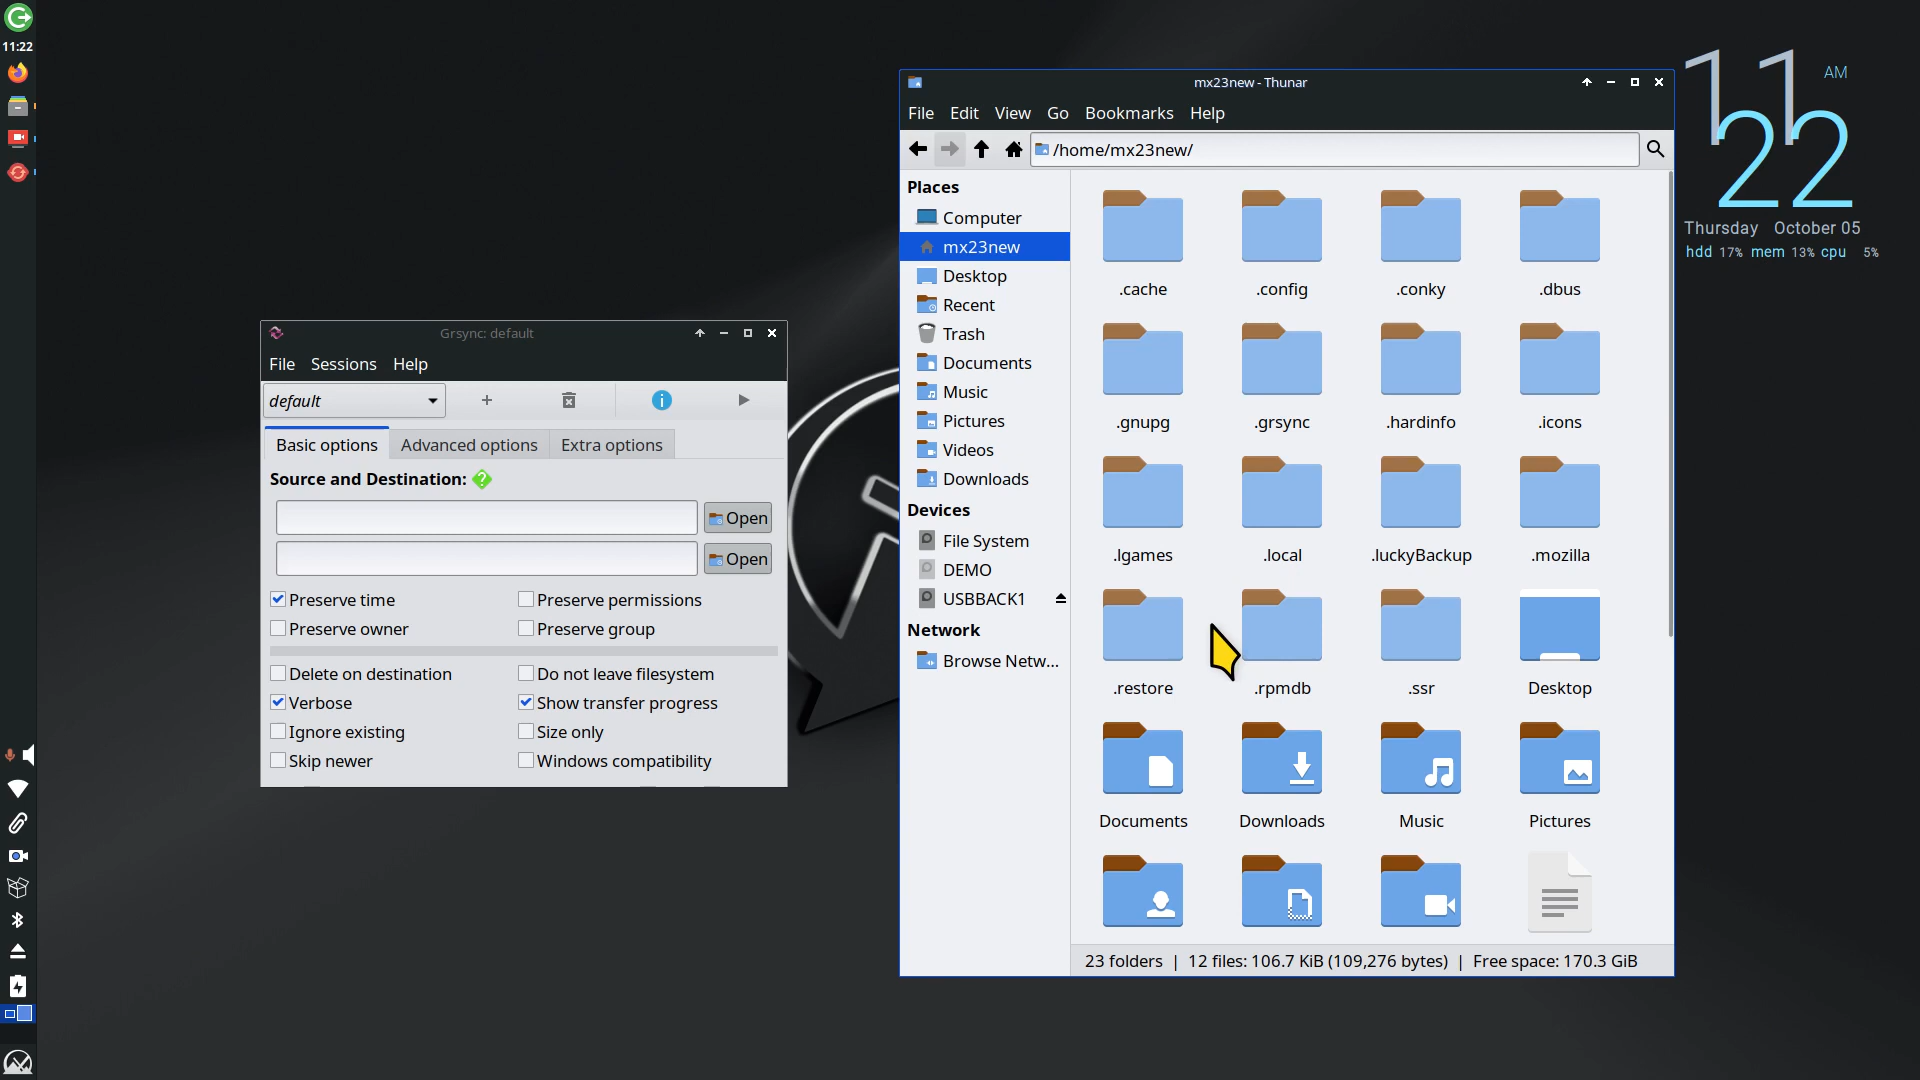 11:22
Grsync: default
File Sessions Help
default
Basic options Advanced options Extra options
Source and Destination:
Open
Open
Preserve time Preserve permissions
Preserve owner Preserve group
Delete on destination Do not leave filesystem
Verbose Show transfer progress
Ignore existing Size only
Skip newer Windows compatibility
mx23new - Thunar
File Edit View Go Bookmarks Help
/home/mx23new/
Places
Computer
mx23new
Desktop
Recent
Trash
Documents
Music
Pictures
Videos
Downloads
Devices
File System
DEMO
USBBACK1
Network
Browse Netw...
.cache .config .conky .dbus
.gnupg .grsync .hardinfo .icons
.lgames .local .luckyBackup .mozilla
.restore .rpmdb .ssr Desktop
Documents Downloads Music Pictures
23 folders | 12 files: 106.7 KiB (109,276 bytes) | Free space: 170.3 GiB
11 AM
22
Thursday October 05
hdd 17% mem 13% cpu 5%